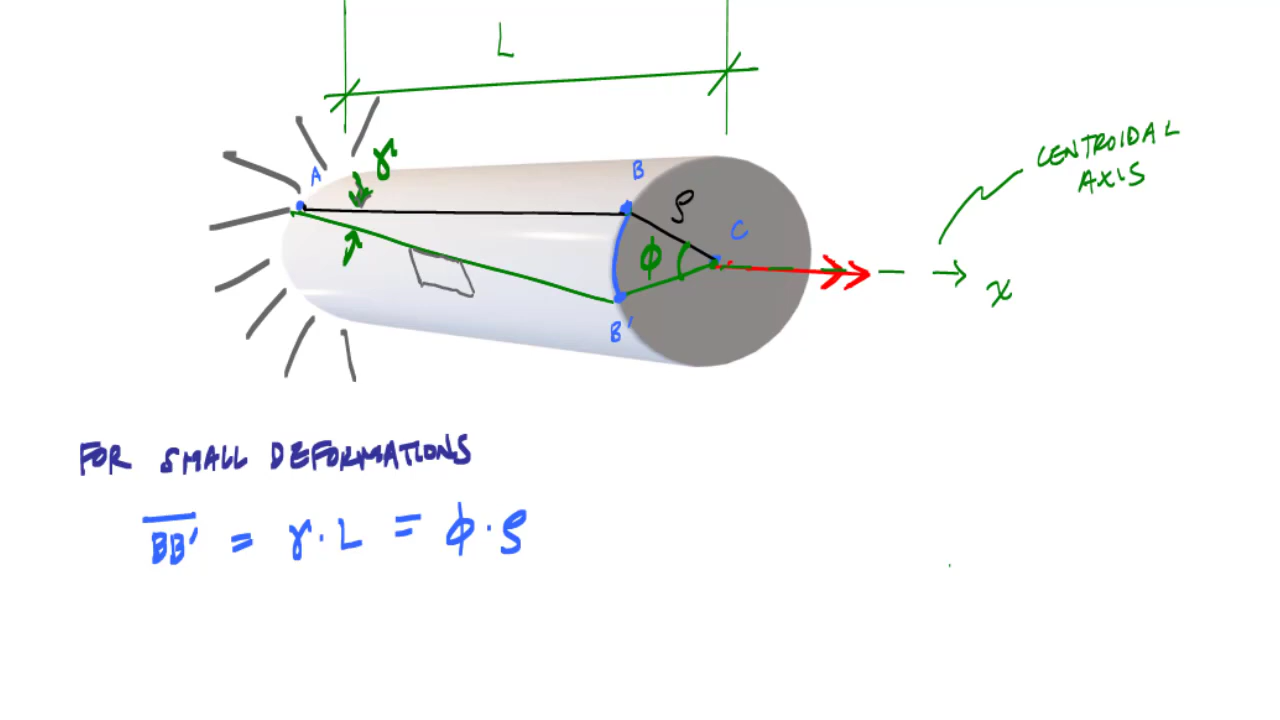 L
CENTROIDAL
AXIS
γ
A
B
ρ
C
ϕ
x
B'
FOR SMALL DEFORMATIONS
BB' = γ · L = ϕ · ρ